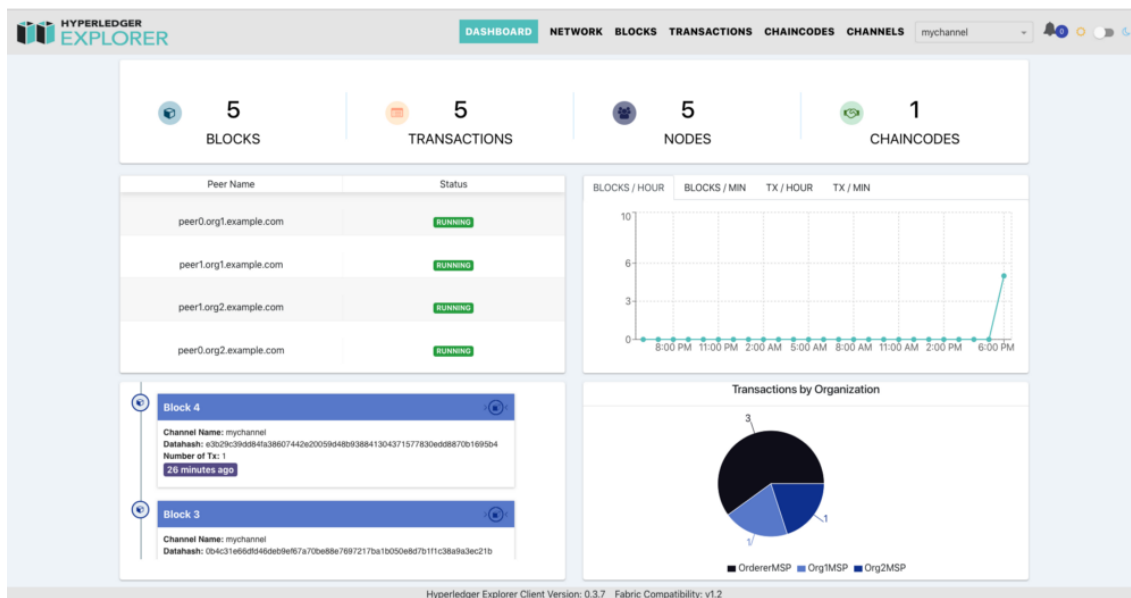 HYPERLEDGER
EXPLORER
DASHBOARD NETWORK BLOCKS TRANSACTIONS CHAINCODES CHANNELS mychannel 0
5 5 5 1
BLOCKS TRANSACTIONS NODES CHAINCODES
Peer Name Status
peer0.org1.example.com RUNNING
peer1.org1.example.com RUNNING
peer1.org2.example.com RUNNING
peer0.org2.example.com RUNNING
BLOCKS / HOUR BLOCKS / MIN TX / HOUR TX / MIN
10
6
3
0
8:00 PM 11:00 PM 2:00 AM 5:00 AM 8:00 AM 11:00 AM 2:00 PM 6:00 PM
Block 4
Channel Name: mychannel
Datahash: e3b29c39dd84fa38607442e20059d48b938841304371577830edd8870b1695b4
Number of Tx: 1
26 minutes ago
Block 3
Channel Name: mychannel
Datahash: 0b4c31e66dfd46deb9ef67a70be88e7697217ba1b050e8d7b1f1c38a9a3ec21b
Transactions by Organization
3
1
1
OrdererMSP Org1MSP Org2MSP
Hyperledger Explorer Client Version: 0.3.7 Fabric Compatibility: v1.2